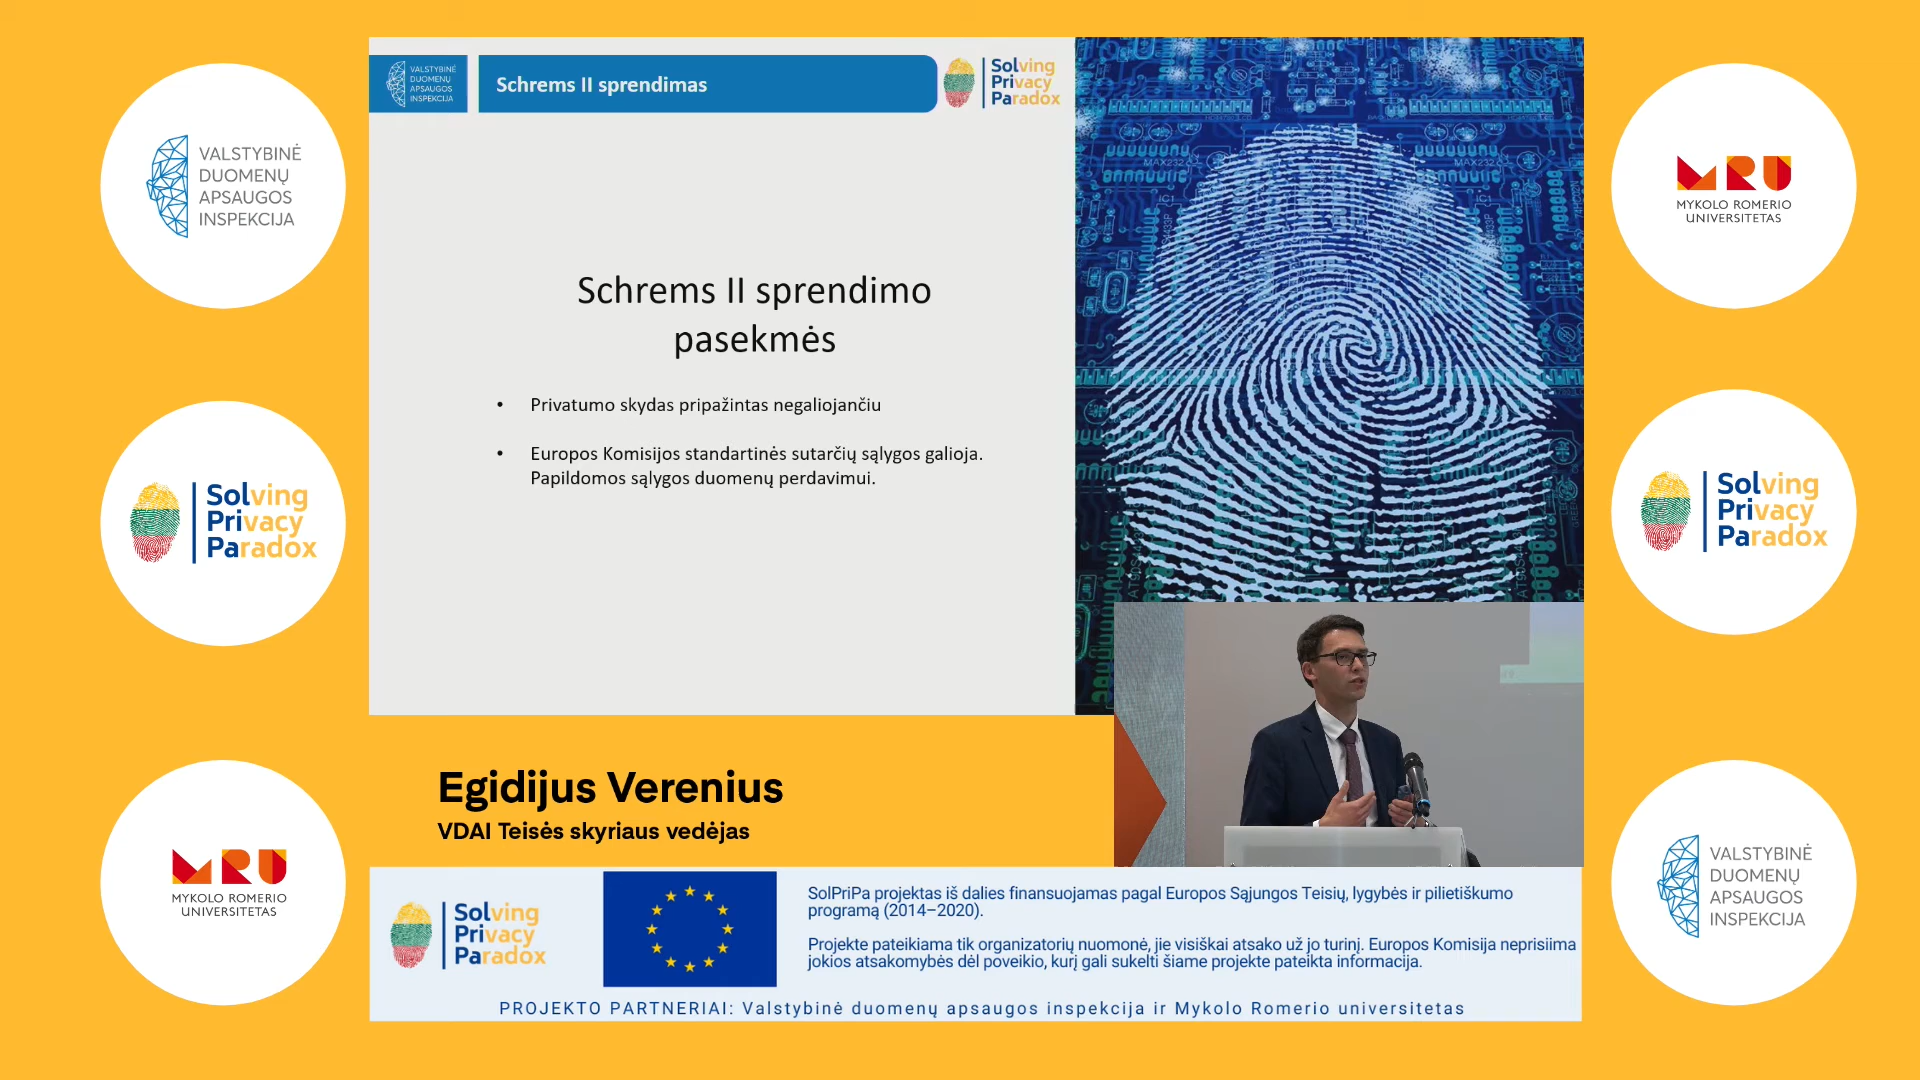 VALSTYBINĖ
DUOMENŲ
APSAUGOS
INSPEKCIJA
Schrems II sprendimas
Solving
Privacy
Paradox
VALSTYBINĖ
DUOMENŲ
APSAUGOS
INSPEKCIJA
MRU
MYKOLO ROMERIO
UNIVERSITETAS
Schrems II sprendimo
pasekmės
• Privatumo skydas pripažintas negaliojančiu
• Europos Komisijos standartinės sutarčių sąlygos galioja.
Papildomos sąlygos duomenų perdavimui.
MAX232
MAX232
Solving
Privacy
Paradox
Solving
Privacy
Paradox
Egidijus Verenius
VDAI Teisės skyriaus vedėjas
MRU
MYKOLO ROMERIO
UNIVERSITETAS
VALSTYBINĖ
DUOMENŲ
APSAUGOS
INSPEKCIJA
Solving
Privacy
Paradox
SolPriPa projektas iš dalies finansuojamas pagal Europos Sąjungos Teisių, lygybės ir pilietiškumo
programą (2014–2020).
Projekte pateikiama tik organizatorių nuomonė, jie visiškai atsako už jo turinį. Europos Komisija neprisiima
jokios atsakomybės dėl poveikio, kurį gali sukelti šiame projekte pateikta informacija.
PROJEKTO PARTNERIAI: Valstybinė duomenų apsaugos inspekcija ir Mykolo Romerio universitetas